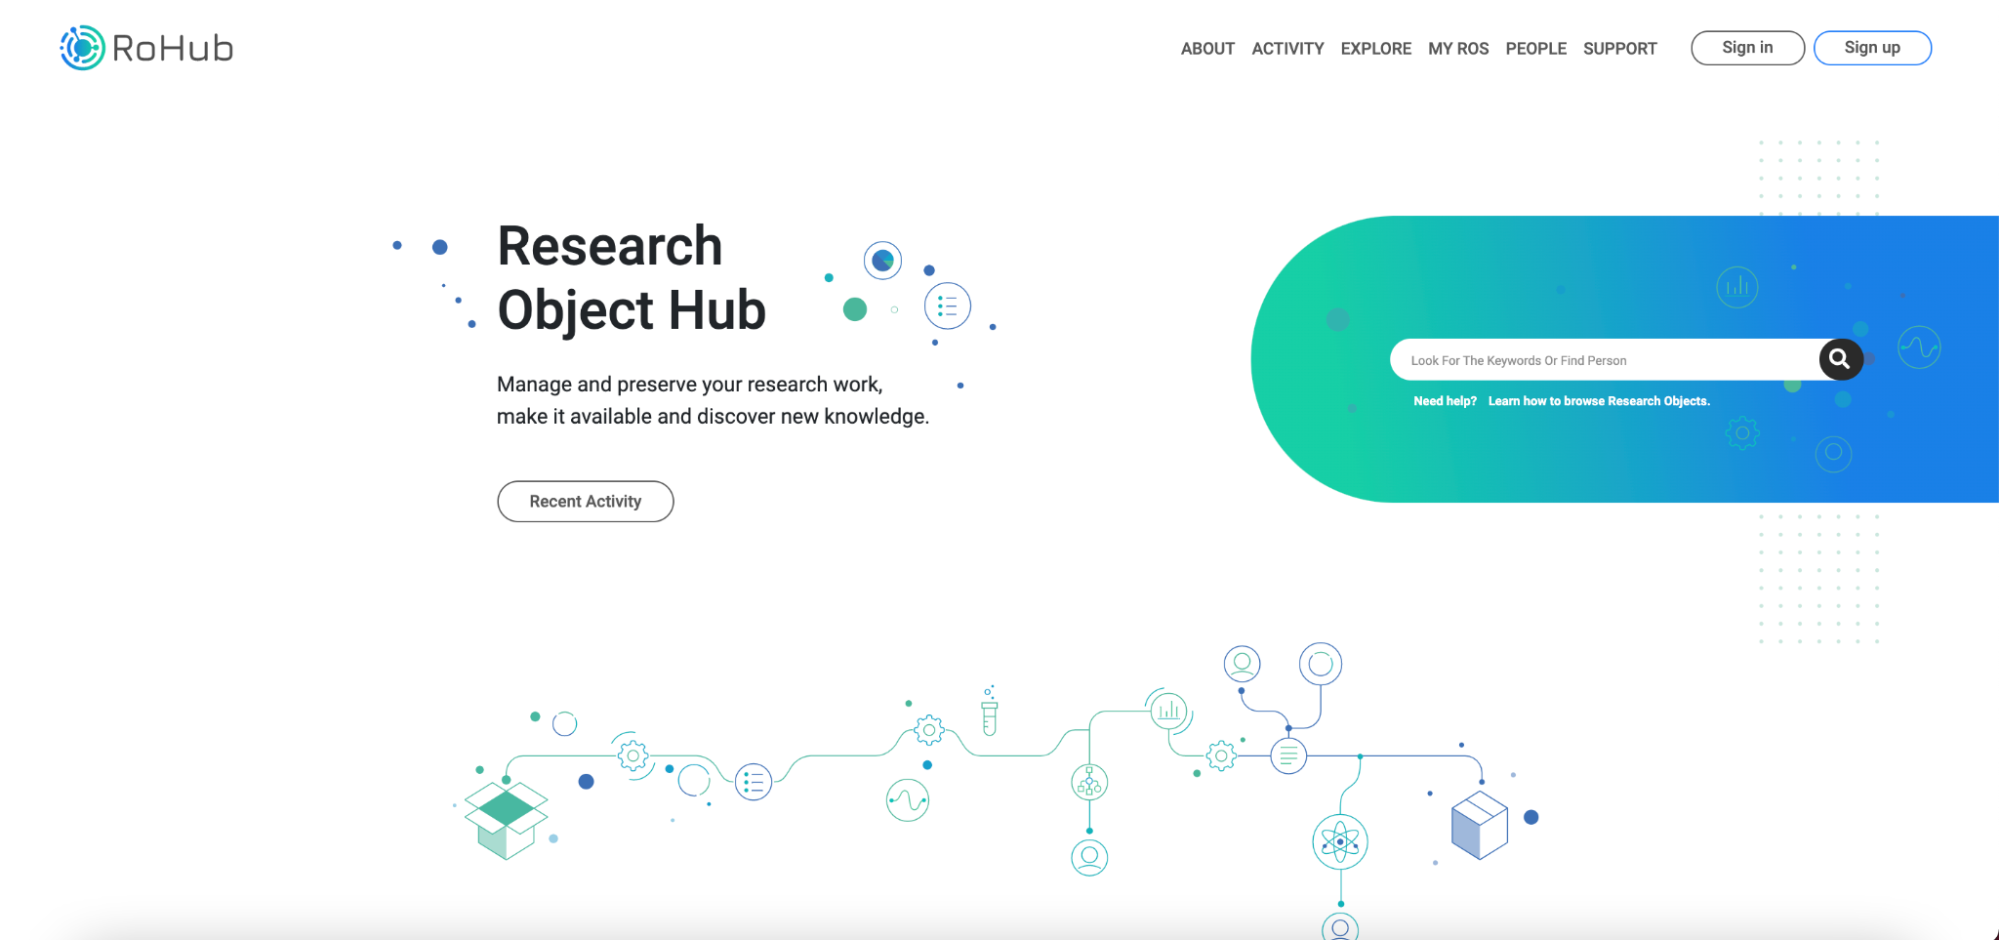 RoHub
ABOUT ACTIVITY EXPLORE MY ROS PEOPLE SUPPORT Sign in Sign up
Research
Object Hub
Manage and preserve your research work,
make it available and discover new knowledge.
Recent Activity
Look For The Keywords Or Find Person
Need help? Learn how to browse Research Objects.